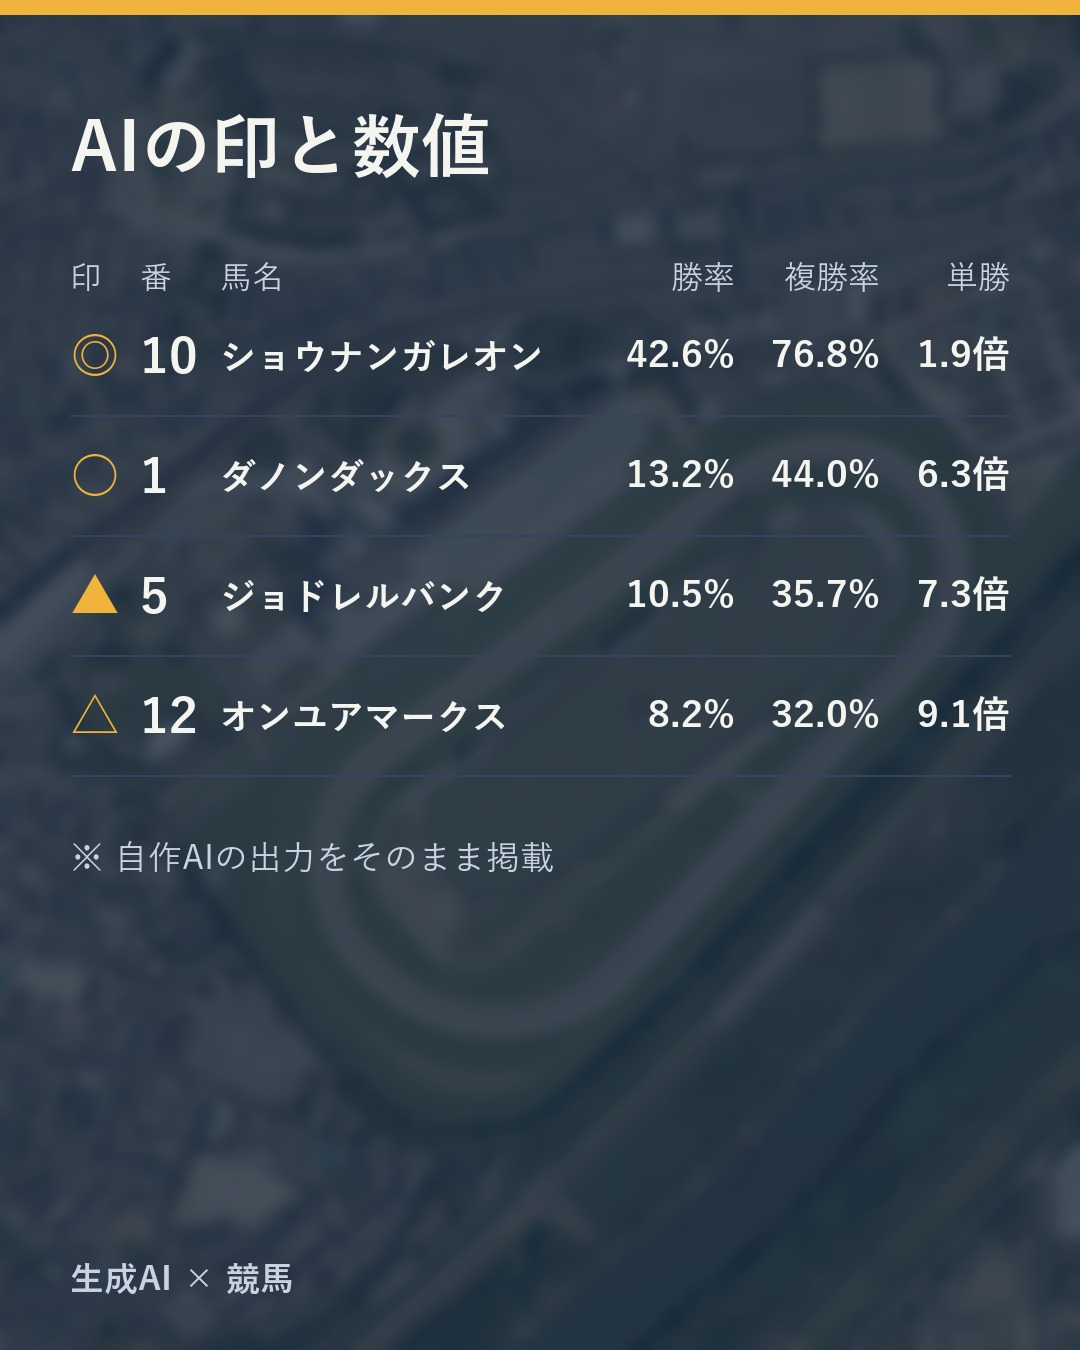 AIの印と数値
印 番 馬名 勝率 複勝率 単勝
◎ 10 ショウナンガレオン 42.6% 76.8% 1.9倍
○ 1 ダノンダックス 13.2% 44.0% 6.3倍
▲ 5 ジョドレルバンク 10.5% 35.7% 7.3倍
△ 12 オンユアマークス 8.2% 32.0% 9.1倍
※ 自作AIの出力をそのまま掲載
生成AI × 競馬